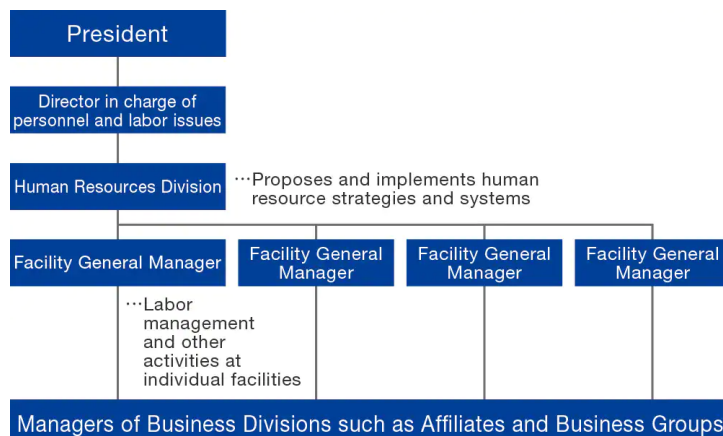 President
Director in charge of
personnel and labor issues
Human Resources Division
…Proposes and implements human
resource strategies and systems
Facility General Manager
Facility General
Manager
Facility General
Manager
Facility General
Manager
…Labor
management
and other
activities at
individual facilities
Managers of Business Divisions such as Affiliates and Business Groups